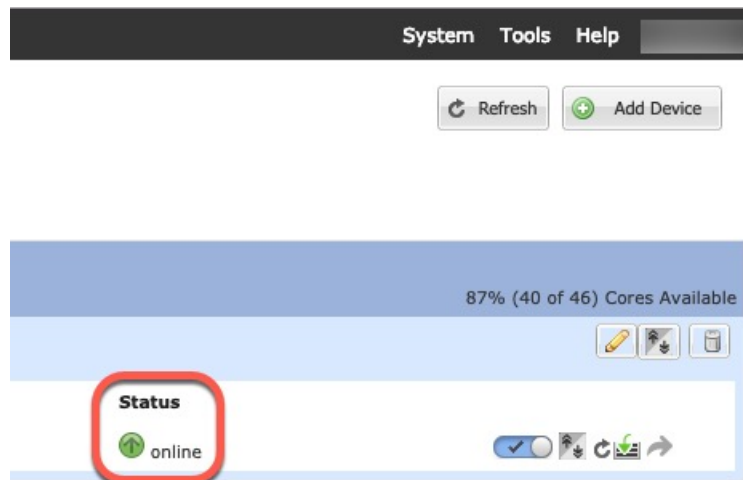 System Tools Help
Refresh Add Device
87% (40 of 46) Cores Available
Status
online